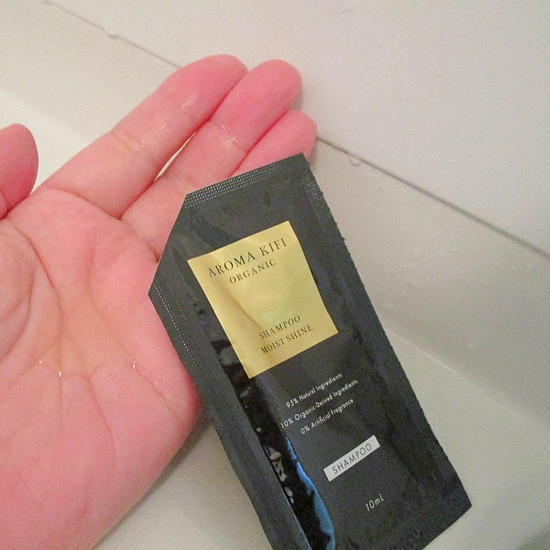 AROMA KIFI
ORGANIC
SHAMPOO
MOIST SHINE
95% Natural Ingredients
10% Organic-Derived Ingredients
0% Artificial Fragrance
SHAMPOO
10ml